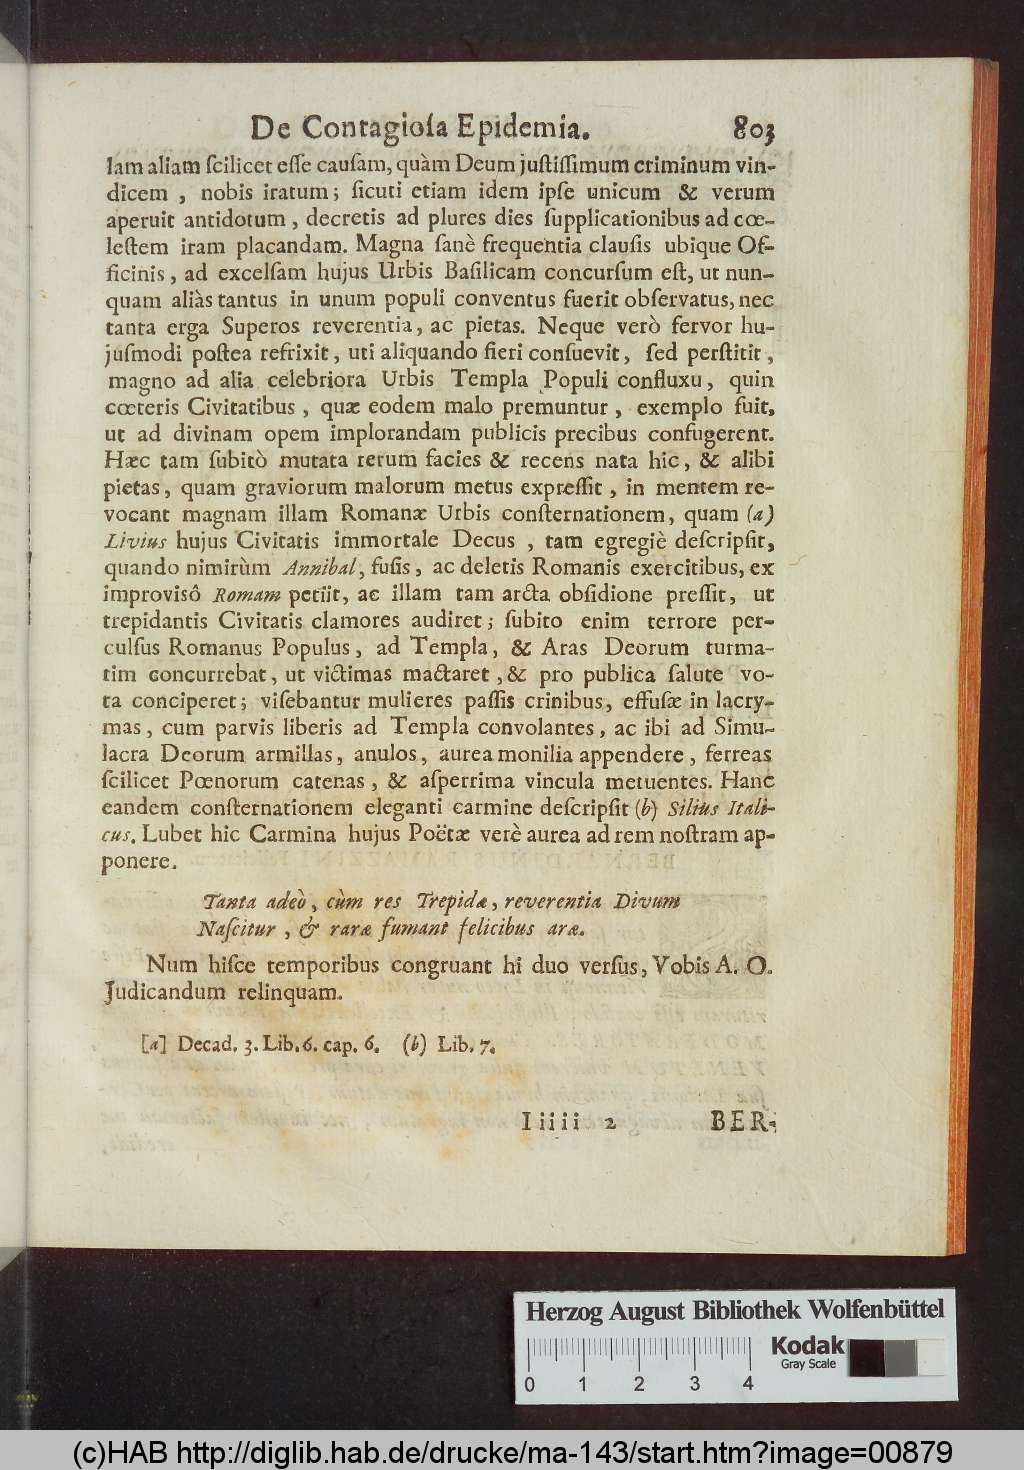 De Contagiosa Epidemia. 803
lam aliam ſcilicet eſſe cauſam, quàm Deum juſtiſſimum criminum vin-
dicem , nobis iratum; ſicuti etiam idem ipſe unicum & verum
aperuit antidotum , decretis ad plures dies ſupplicationibus ad cœ-
leſtem iram placandam. Magna ſanè frequentia clauſis ubique Of-
ficinis , ad excelſam hujus Urbis Baſilicam concurſum eſt, ut nun-
quam aliàs tantus in unum populi conventus fuerit obſervatus, nec
tanta erga Superos reverentia, ac pietas. Neque verò fervor hu-
juſmodi poſtea refrixit , uti aliquando fieri conſuevit , ſed perſtitit ,
magno ad alia celebriora Urbis Templa Populi confluxu, quin
cœteris Civitatibus , quæ eodem malo premuntur , exemplo fuit,
ut ad divinam opem implorandam publicis precibus confugerent.
Hæc tam ſubitò mutata rerum facies & recens nata hic, & alibi
pietas, quam graviorum malorum metus expreſſit , in mentem re-
vocant magnam illam Romanæ Urbis conſternationem, quam (a)
Livius hujus Civitatis immortale Decus , tam egregiè deſcripſit,
quando nimirùm Annibal, fuſis, ac deletis Romanis exercitibus, ex
improviſô Romam petiit, ac illam tam arcta obſidione preſſit, ut
trepidantis Civitatis clamores audiret; ſubito enim terrore per-
culſus Romanus Populus, ad Templa, & Aras Deorum turma-
tim concurrebat, ut victimas mactaret , & pro publica ſalute vo-
ta conciperet; viſebantur mulieres paſſis crinibus, effuſæ in lacry-
mas, cum parvis liberis ad Templa convolantes, ac ibi ad Simu-
lacra Deorum armillas, anulos, aurea monilia appendere, ferreas
ſcilicet Pœnorum catenas, & aſperrima vincula metuentes. Hanc
eandem conſternationem eleganti carmine deſcripſit (b) Silius Itali-
cus. Lubet hic Carmina hujus Poëtæ verè aurea ad rem noſtram ap-
ponere.
Tanta adeò, cùm res Trepidæ, reverentia Divum
Naſcitur , & raræ fumant felicibus aræ.
Num hiſce temporibus congruant hi duo verſus, Vobis A. O.
Judicandum relinquam.
[a] Decad. 3. Lib. 6. cap. 6. (b) Lib. 7.
Iiiii 2 BER-
Herzog August Bibliothek Wolfenbüttel
Kodak
Gray Scale
0 1 2 3 4
(c)HAB http://diglib.hab.de/drucke/ma-143/start.htm?image=00879